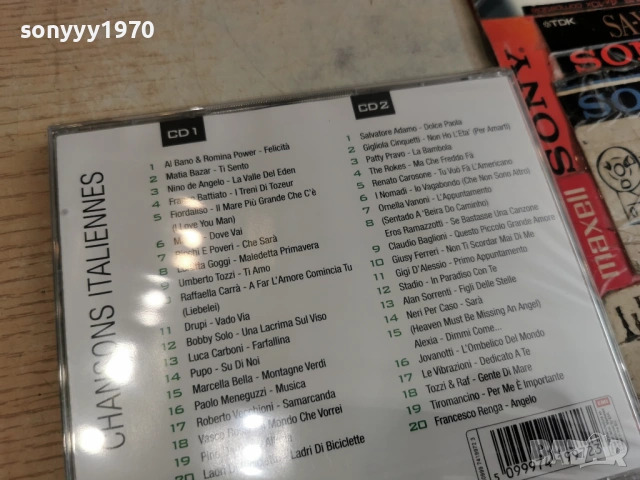 sonyyy1970
CHANSONS ITALIENNES
CD 1
1 Al Bano & Romina Power - Felicità
2 Matia Bazar - Ti Sento
3 Nino de Angelo - La Valle Del Eden
4 Battiato - I Treni Di Tozeur
5 Fiordaliso - Il Mare Più Grande Che C'è
(I Love You Man)
6 - Dove Vai
7 E Poveri - Che Sarà
8 Goggi - Maledetta Primavera
9 Umberto Tozzi - Ti Amo
10 Raffaella Carrà - A Far L'Amore Comincia Tu
(Liebelei)
11 Drupi - Vado Via
12 Bobby Solo - Una Lacrima Sul Viso
13 Luca Carboni - Farfallina
14 Pupo - Su Di Noi
15 Marcella Bella - Montagne Verdi
16 Paolo Meneguzzi - Musica
17 Roberto - Samarcanda
18 Vasco Mondo Che Vorrei
19
20 Ladri Di Biciclette
CD 2
1 Salvatore Adamo - Dolce Paola
2 Gigliola Cinquetti - Non Ho L'Eta' (Per Amarti)
3 Patty Pravo - La Bambola
4 The Rokes - Ma Che Freddo Fà
5 Renato Carosone - Tu Vuò Fà L'Americano
6 I Nomadi - Io Vagabondo (Che Non Sono Altro)
7 Ornella Vanoni - L'Appuntamento
8 (Sentado A 'Beira Do Caminho)
Eros Ramazzotti - Se Bastasse Una Canzone
9 Claudio Baglioni - Questo Piccolo Grande Amore
10 Giusy Ferreri - Non Ti Scordar Mai Di Me
11 Gigi D'Alessio - Primo Appuntamento
12 Stadio - In Paradiso Con Te
13 Alan Sorrenti - Figli Delle Stelle
14 Neri Per Caso - Sarà
15 (Heaven Must Be Missing An Angel)
Alexia - Dimmi Come...
16 Jovanotti - L'Ombelico Del Mondo
17 Le Vibrazioni - Dedicato A Te
18 Tozzi & Raf - Gente Di Mare
19 Tiromancino - Per Me È Importante
20 Francesco Renga - Angelo
TDK
SONY
maxell
BAZAR